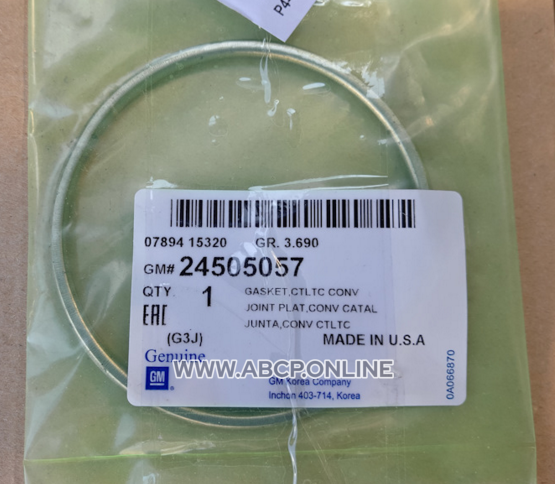 P4-
07894 15320 GR. 3.690
GM# 24505057
QTY 1 GASKET,CTLTC CONV
JOINT PLAT,CONV CATAL
JUNTA,CONV CTLTC
EAC
(G3J) MADE IN U.S.A
Genuine
WWW.ABCP.ONLINE
GM
GM Korea Company
Inchon 403-714, Korea
0A066870